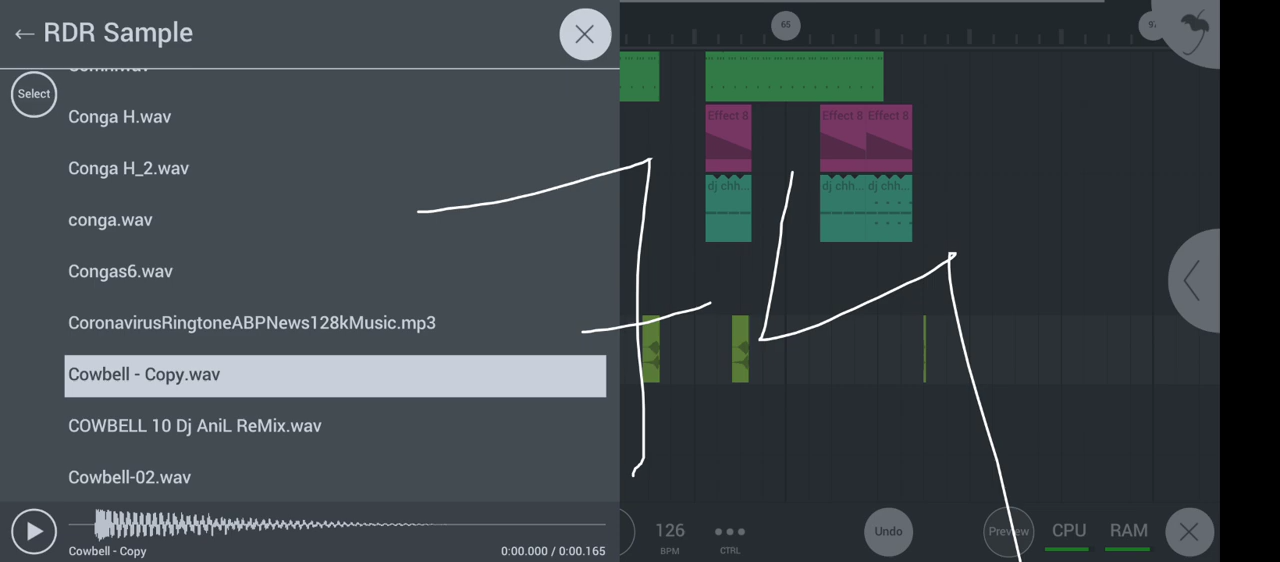 ← RDR Sample
Select
Conga H.wav
Conga H_2.wav
conga.wav
Congas6.wav
CoronavirusRingtoneABPNews128kMusic.mp3
Cowbell - Copy.wav
COWBELL 10 Dj AniL ReMix.wav
Cowbell-02.wav
Cowbell - Copy
0:00.000 / 0:00.165
65
97
Effect 8
Effect 8 Effect 8
dj chh...
dj chh... dj chh...
126
BPM
CTRL
Undo
Preview
CPU
RAM